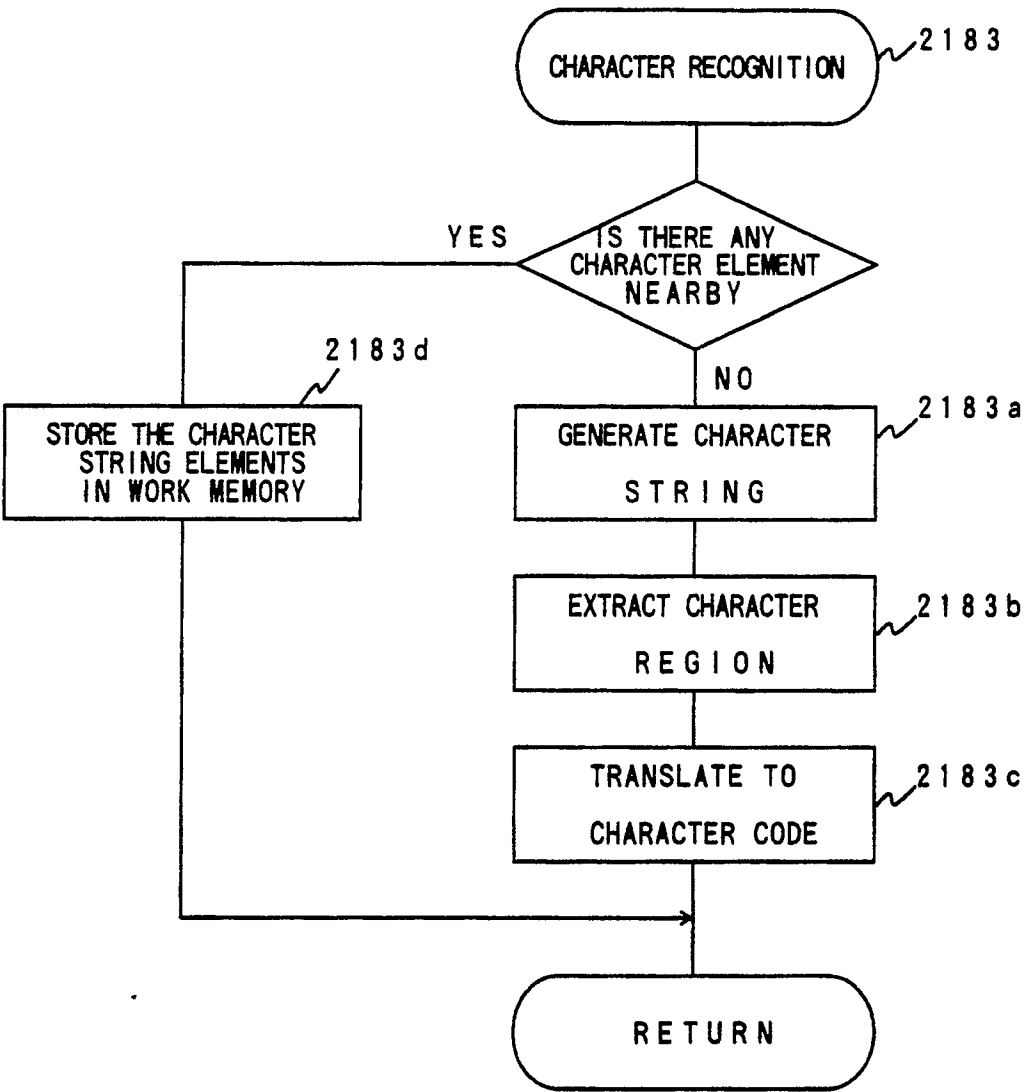 CHARACTER RECOGNITION
2183
IS THERE ANY
CHARACTER ELEMENT
NEARBY
YES
NO
2183d
STORE THE CHARACTER
STRING ELEMENTS
IN WORK MEMORY
2183a
GENERATE CHARACTER
STRING
2183b
EXTRACT CHARACTER
REGION
2183c
TRANSLATE TO
CHARACTER CODE
RETURN